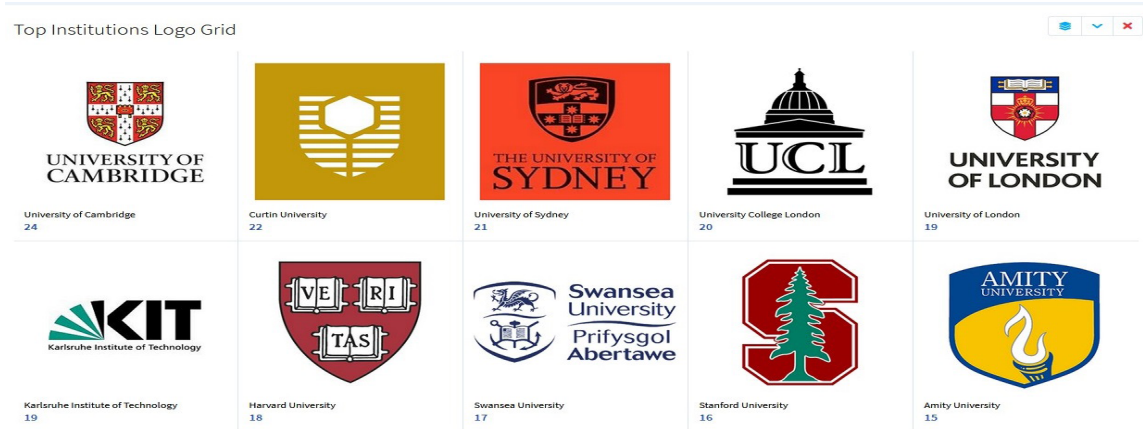 Top Institutions Logo Grid
UNIVERSITY OF
CAMBRIDGE
University of Cambridge
24
Curtin University
22
THE UNIVERSITY OF
SYDNEY
University of Sydney
21
UCL
University College London
20
UNIVERSITY
OF LONDON
University of London
19
KIT
Karlsruhe Institute of Technology
Karlsruhe Institute of Technology
19
VE RI
TAS
Harvard University
18
Swansea
University
Prifysgol
Abertawe
Swansea University
17
S
Stanford University
16
AMITY
UNIVERSITY
Amity University
15